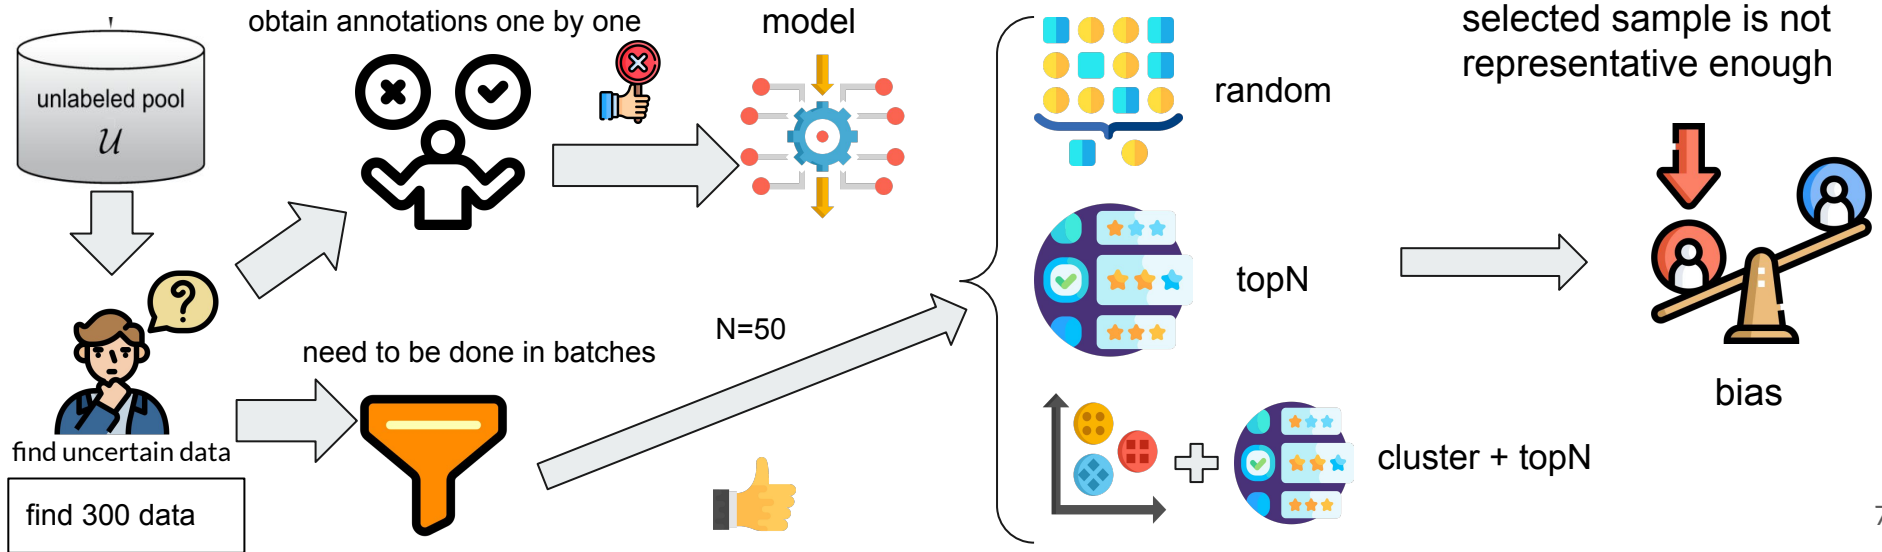 unlabeled pool
𝒰
find uncertain data
find 300 data
obtain annotations one by one
need to be done in batches
model
N=50
random
topN
cluster + topN
selected sample is not
representative enough
bias
7